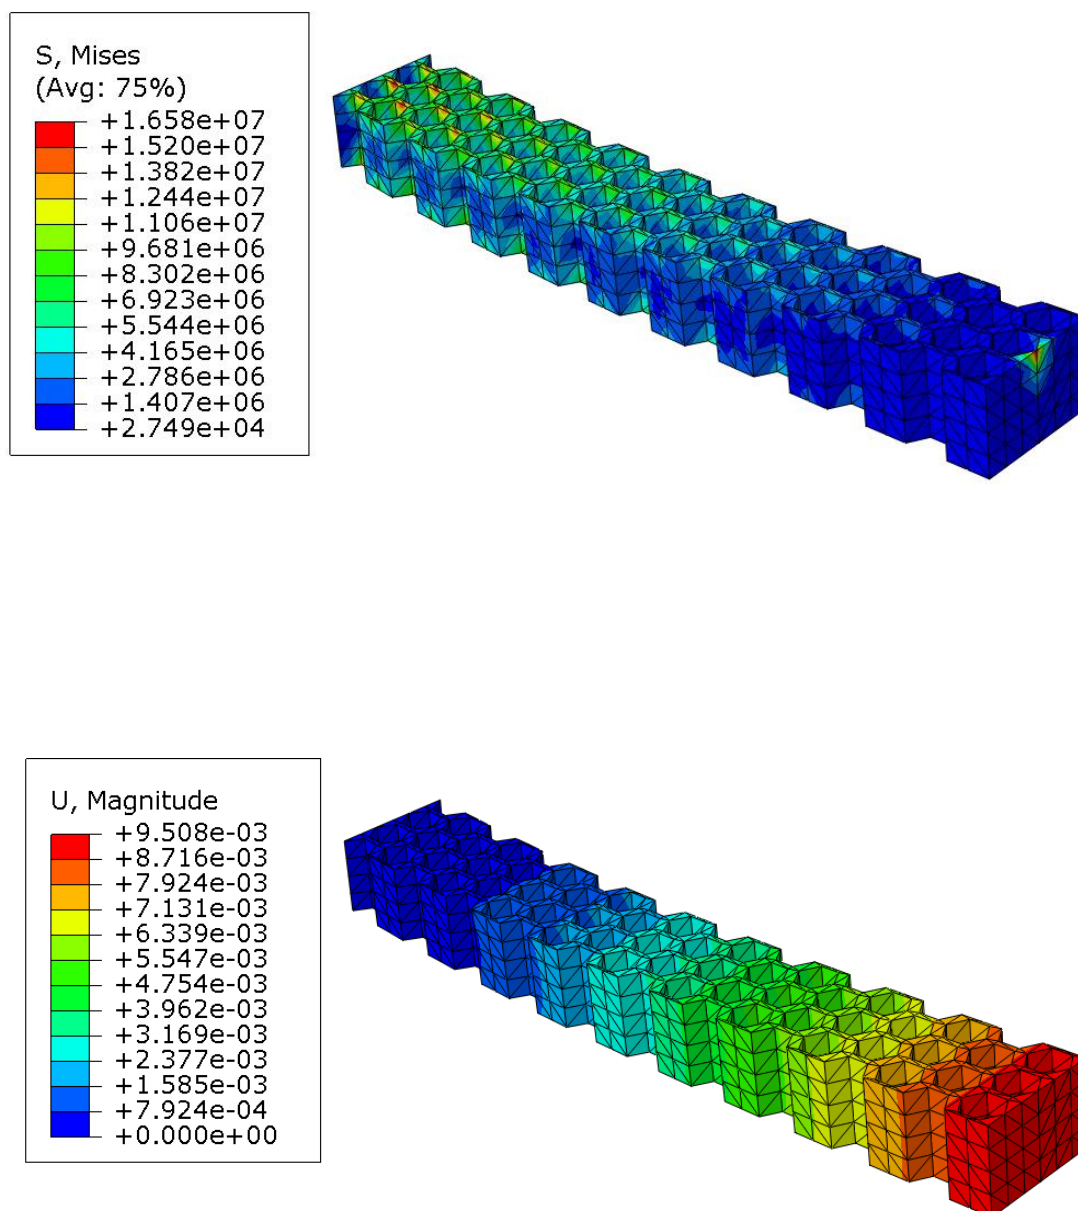 S, Mises
(Avg: 75%)
+1.658e+07
+1.520e+07
+1.382e+07
+1.244e+07
+1.106e+07
+9.681e+06
+8.302e+06
+6.923e+06
+5.544e+06
+4.165e+06
+2.786e+06
+1.407e+06
+2.749e+04
U, Magnitude
+9.508e-03
+8.716e-03
+7.924e-03
+7.131e-03
+6.339e-03
+5.547e-03
+4.754e-03
+3.962e-03
+3.169e-03
+2.377e-03
+1.585e-03
+7.924e-04
+0.000e+00